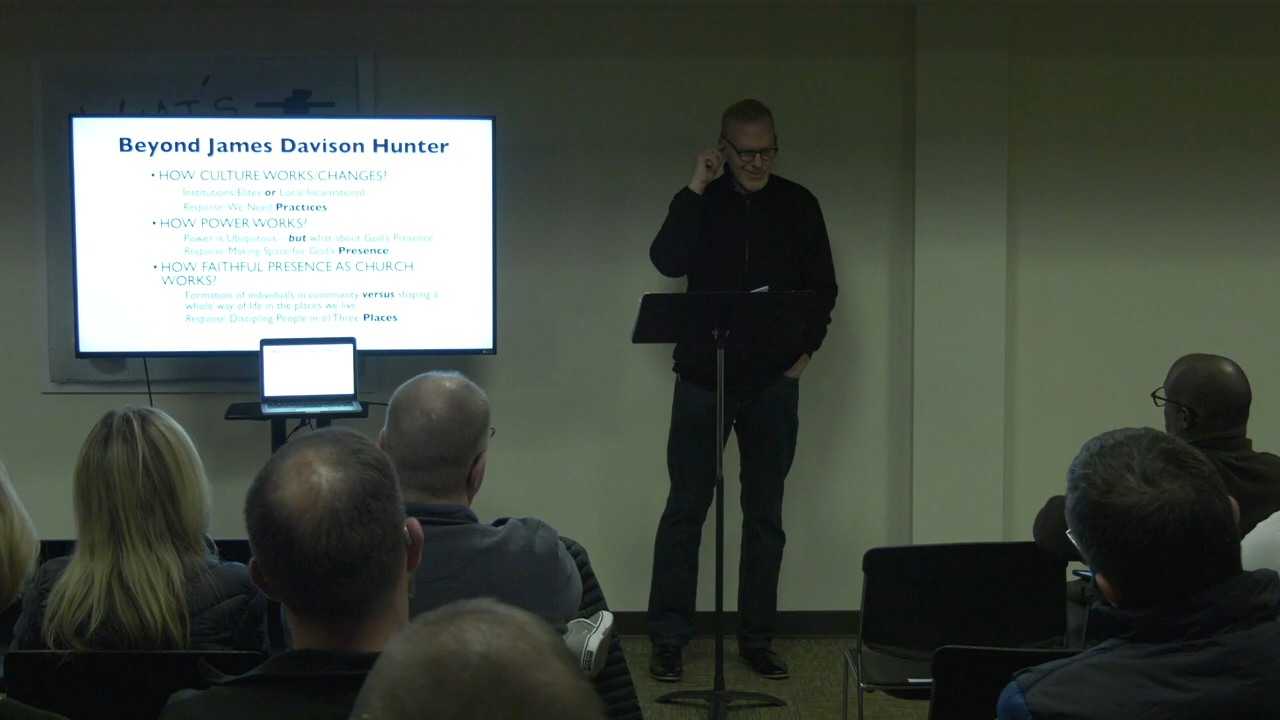 WHAT'S
Beyond James Davison Hunter
• HOW CULTURE WORKS/CHANGES?
Institutions/Elites or Local Incarnational
Response: We Need Practices
• HOW POWER WORKS?
Power is Ubiquitous but what about God's Presence
Response: Making Space for God's Presence
• HOW FAITHFUL PRESENCE AS CHURCH
WORKS?
Formation of individuals in community versus shaping a
whole way of life in the places we live
Response: Discipling People in all Three Places